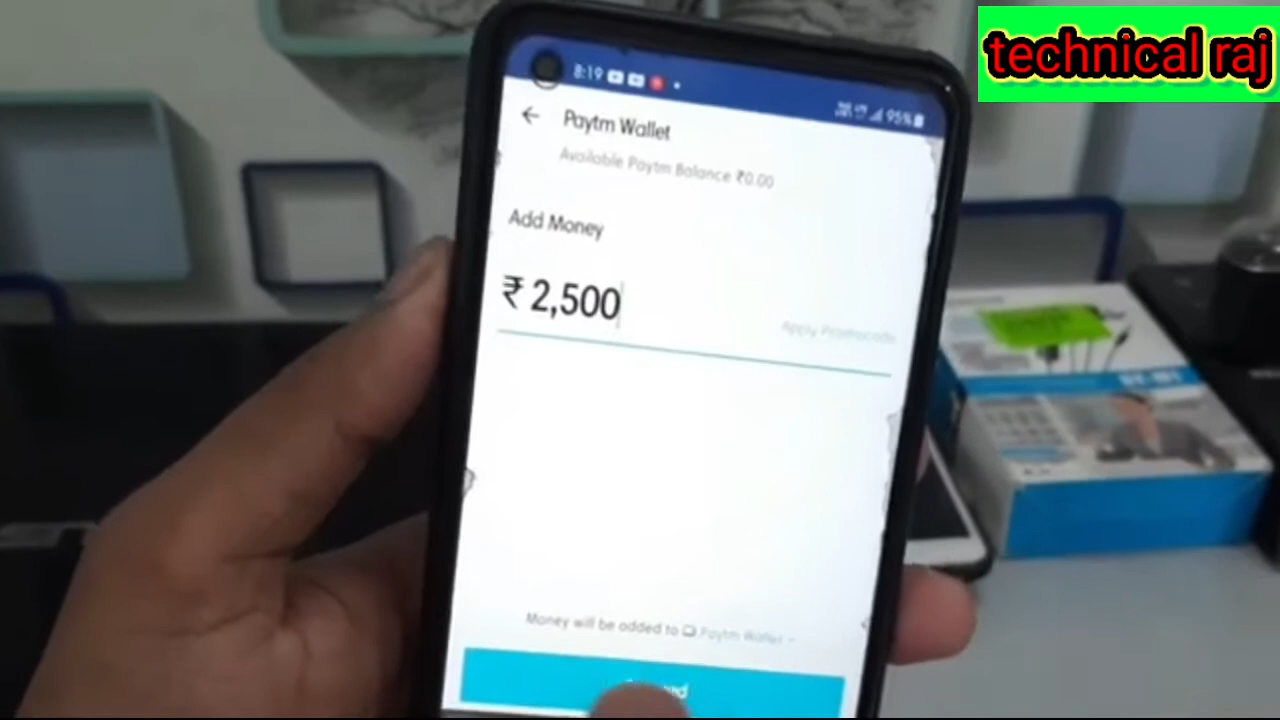 technical raj
8:19
95%
Paytm Wallet
Available Paytm Balance ₹0.00
Add Money
₹ 2,500
Apply Promocode
Money will be added to Paytm Wallet